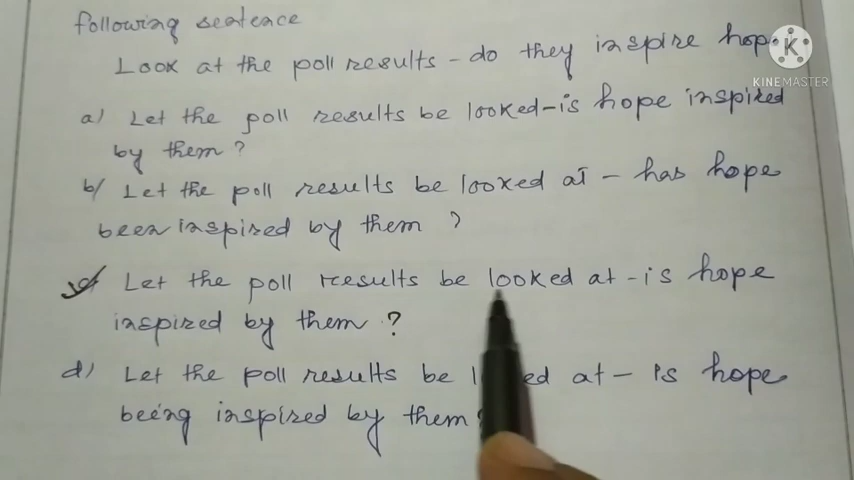 following sentence
Look at the poll results - do they inspire hop
K
KINEMASTER
a) Let the poll results be looked-is hope inspired
by them ?
b) Let the poll results be looked at - has hope
been inspired by them ?
Let the poll results be looked at - is hope
inspired by them ?
d) Let the poll results be l ed at - is hope
being inspired by them?